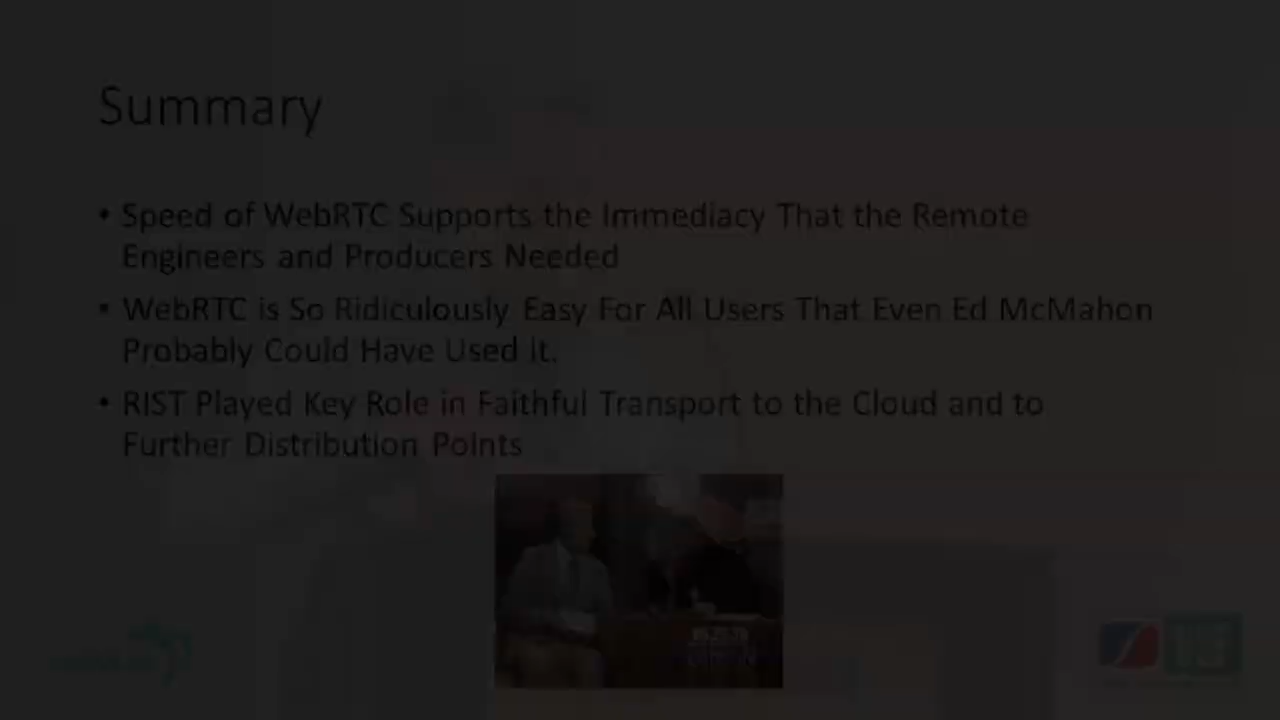 Summary
• Speed of WebRTC Supports the Immediacy That the Remote
Engineers and Producers Needed
• WebRTC is So Ridiculously Easy For All Users That Even Ed McMahon
Probably Could Have Used it.
• RIST Played Key Role in Faithful Transport to the Cloud and to
Further Distribution Points